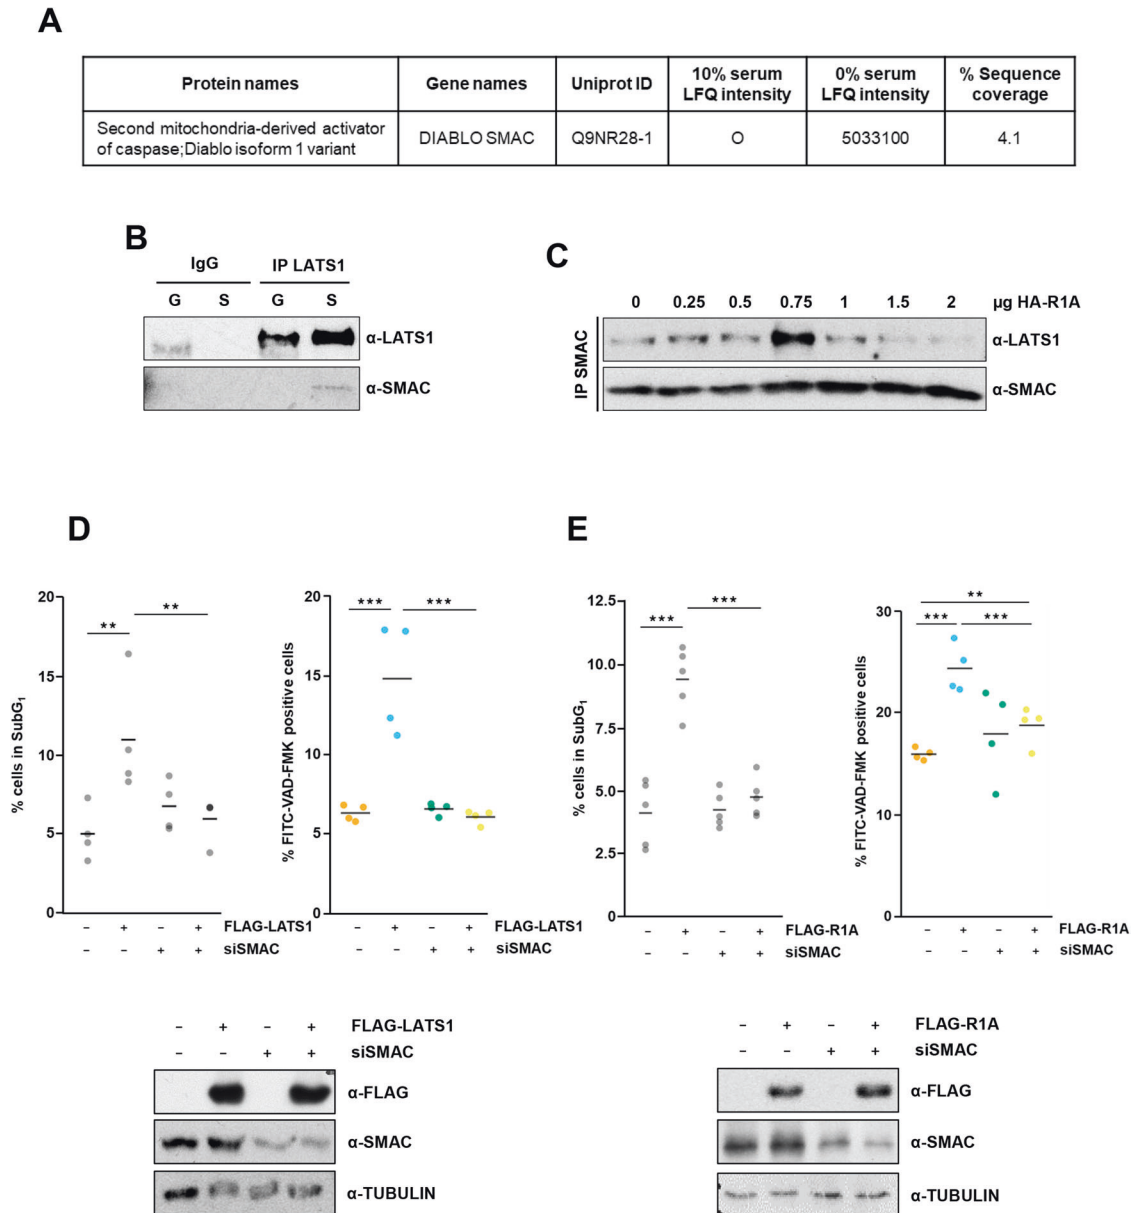 A
Protein names Gene names Uniprot ID 10% serum LFQ intensity 0% serum LFQ intensity % Sequence coverage
Second mitochondria-derived activator of caspase;Diablo isoform 1 variant DIABLO SMAC Q9NR28-1 O 5033100 4.1
B
IgG IP LATS1
G S G S
α-LATS1
α-SMAC
C
0 0.25 0.5 0.75 1 1.5 2 µg HA-R1A
IP SMAC
α-LATS1
α-SMAC
D
% cells in SubG₁
20
15
10
5
0
** **
% FITC-VAD-FMK positive cells
20
15
10
5
0
*** ***
– + – + FLAG-LATS1
– – + + siSMAC
– + – + FLAG-LATS1
– – + + siSMAC
E
% cells in SubG₁
12.5
10.0
7.5
5.0
2.5
0
*** ***
% FITC-VAD-FMK positive cells
30
20
10
0
**
*** ***
– + – + FLAG-R1A
– – + + siSMAC
– + – + FLAG-R1A
– – + + siSMAC
– + – + FLAG-LATS1
– – + + siSMAC
α-FLAG
α-SMAC
α-TUBULIN
– + – + FLAG-R1A
– – + + siSMAC
α-FLAG
α-SMAC
α-TUBULIN